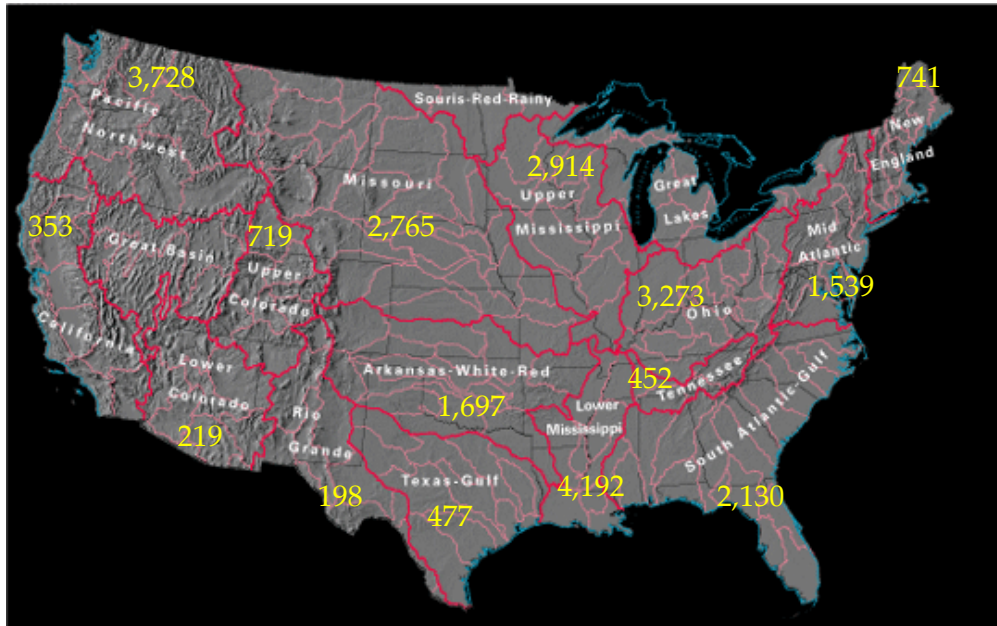 3,728
741
Pacific
Northwest
Souris-Red-Rainy
New
England
Missouri
2,914
Upper
Mississippi
Great
Lakes
353
Great Basin
719
Upper
Colorado
2,765
Mid
Atlantic
1,539
3,273
Ohio
California
Lower
Colorado
219
Arkansas-White-Red
1,697
452
Tennessee
Lower
Mississippi
Rio
Grande
198
Texas-Gulf
477
4,192
South Atlantic-Gulf
2,130